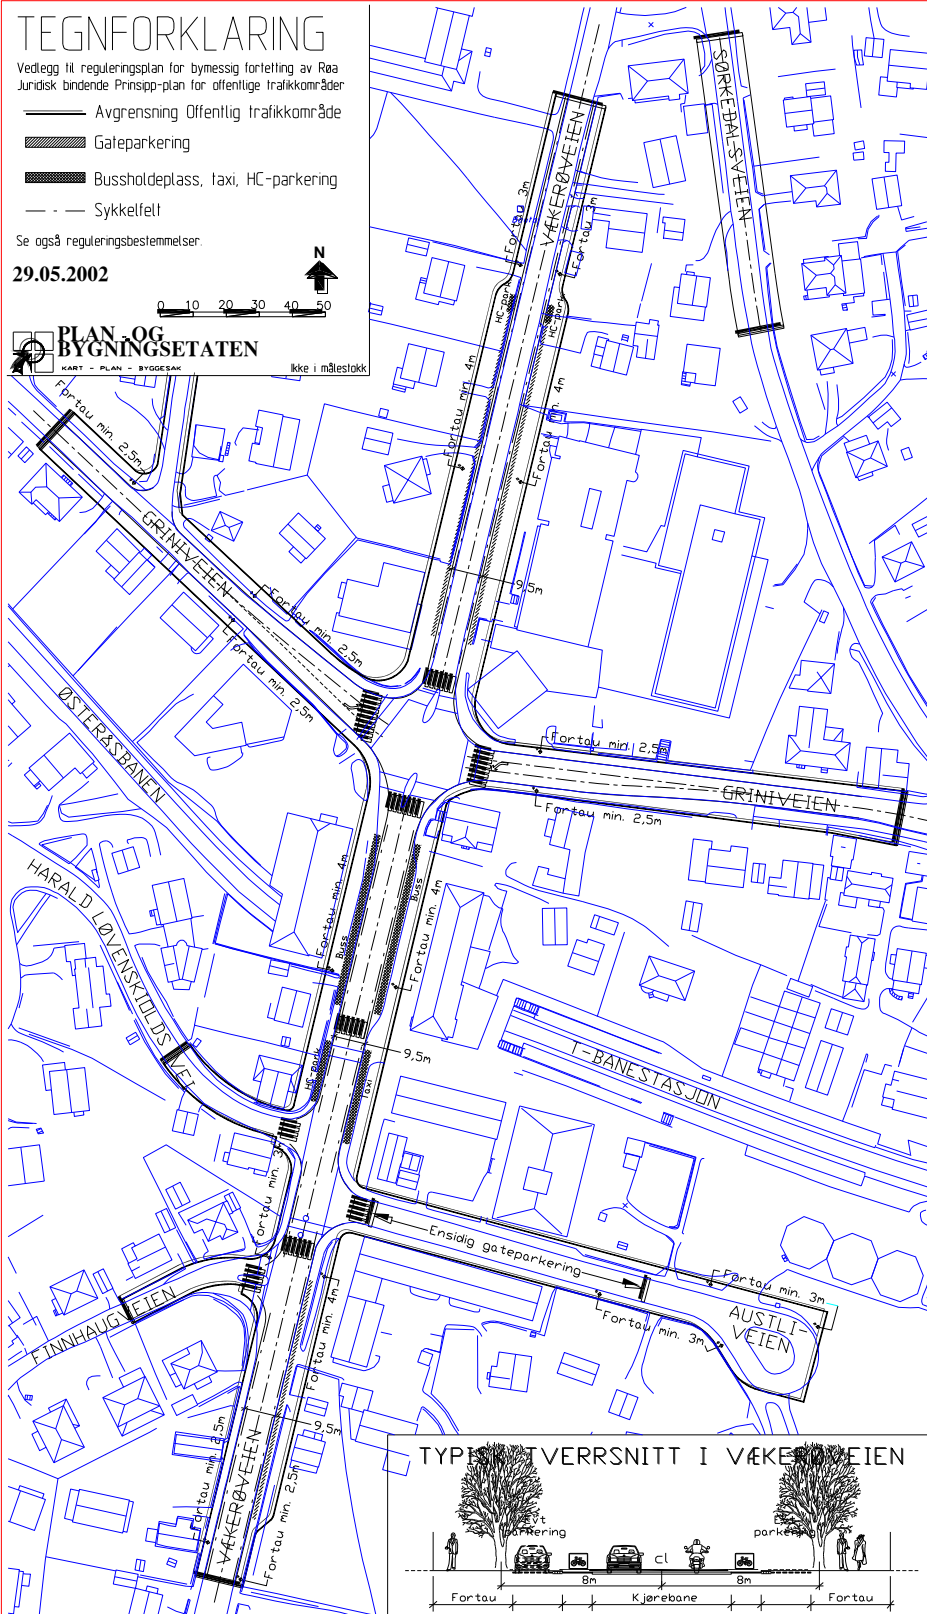 TEGNFORKLARING
Vedlegg til reguleringsplan for bymessig fortetting av Røa
Juridisk bindende Prinsipp-plan for offentlige trafikkområder
Avgrensning Offentlig trafikkområde
Gateparkering
Bussholdeplass, taxi, HC-parkering
Sykkelfelt
Se også reguleringsbestemmelser.
29.05.2002
N
0 10 20 30 40 50
PLAN -OG
BYGNINGSETATEN
KART - PLAN - BYGGESAK
Ikke i målestokk
SØRKEDALSVEIEN
VÆKERØVEIEN
Fortau 3m
Fortau 3m
HC-park
HC-park
Fortau min. 4m
Fortau min. 4m
Fortau min. 2,5m
GRINIVEIEN
9,5m
Fortau min. 2,5m
Fortau min. 2,5m
ØSTERÅSBANEN
Fortau min. 2,5m
GRINIVEIEN
Fortau min. 2,5m
HARALD LØVENSKIOLDS VEI
Fortau min. 4m
Buss
Buss
Fortau min. 4m
T-BANESTASJON
9,5m
HC-park
Taxi
Fortau min. 3m
Ensidig gateparkering
Fortau min. 3m
AUSTLI-
VEIEN
Fortau min. 3m
FINNHAUGVEIEN
Fortau min. 4m
9,5m
Fortau min. 2,5m
VÆKERØVEIEN
Fortau min. 2,5m
TYPISK TVERRSNITT I VÆKERØVEIEN
Evt
parkering
Evt
parkering
cl
8m 8m
Fortau Kjørebane Fortau